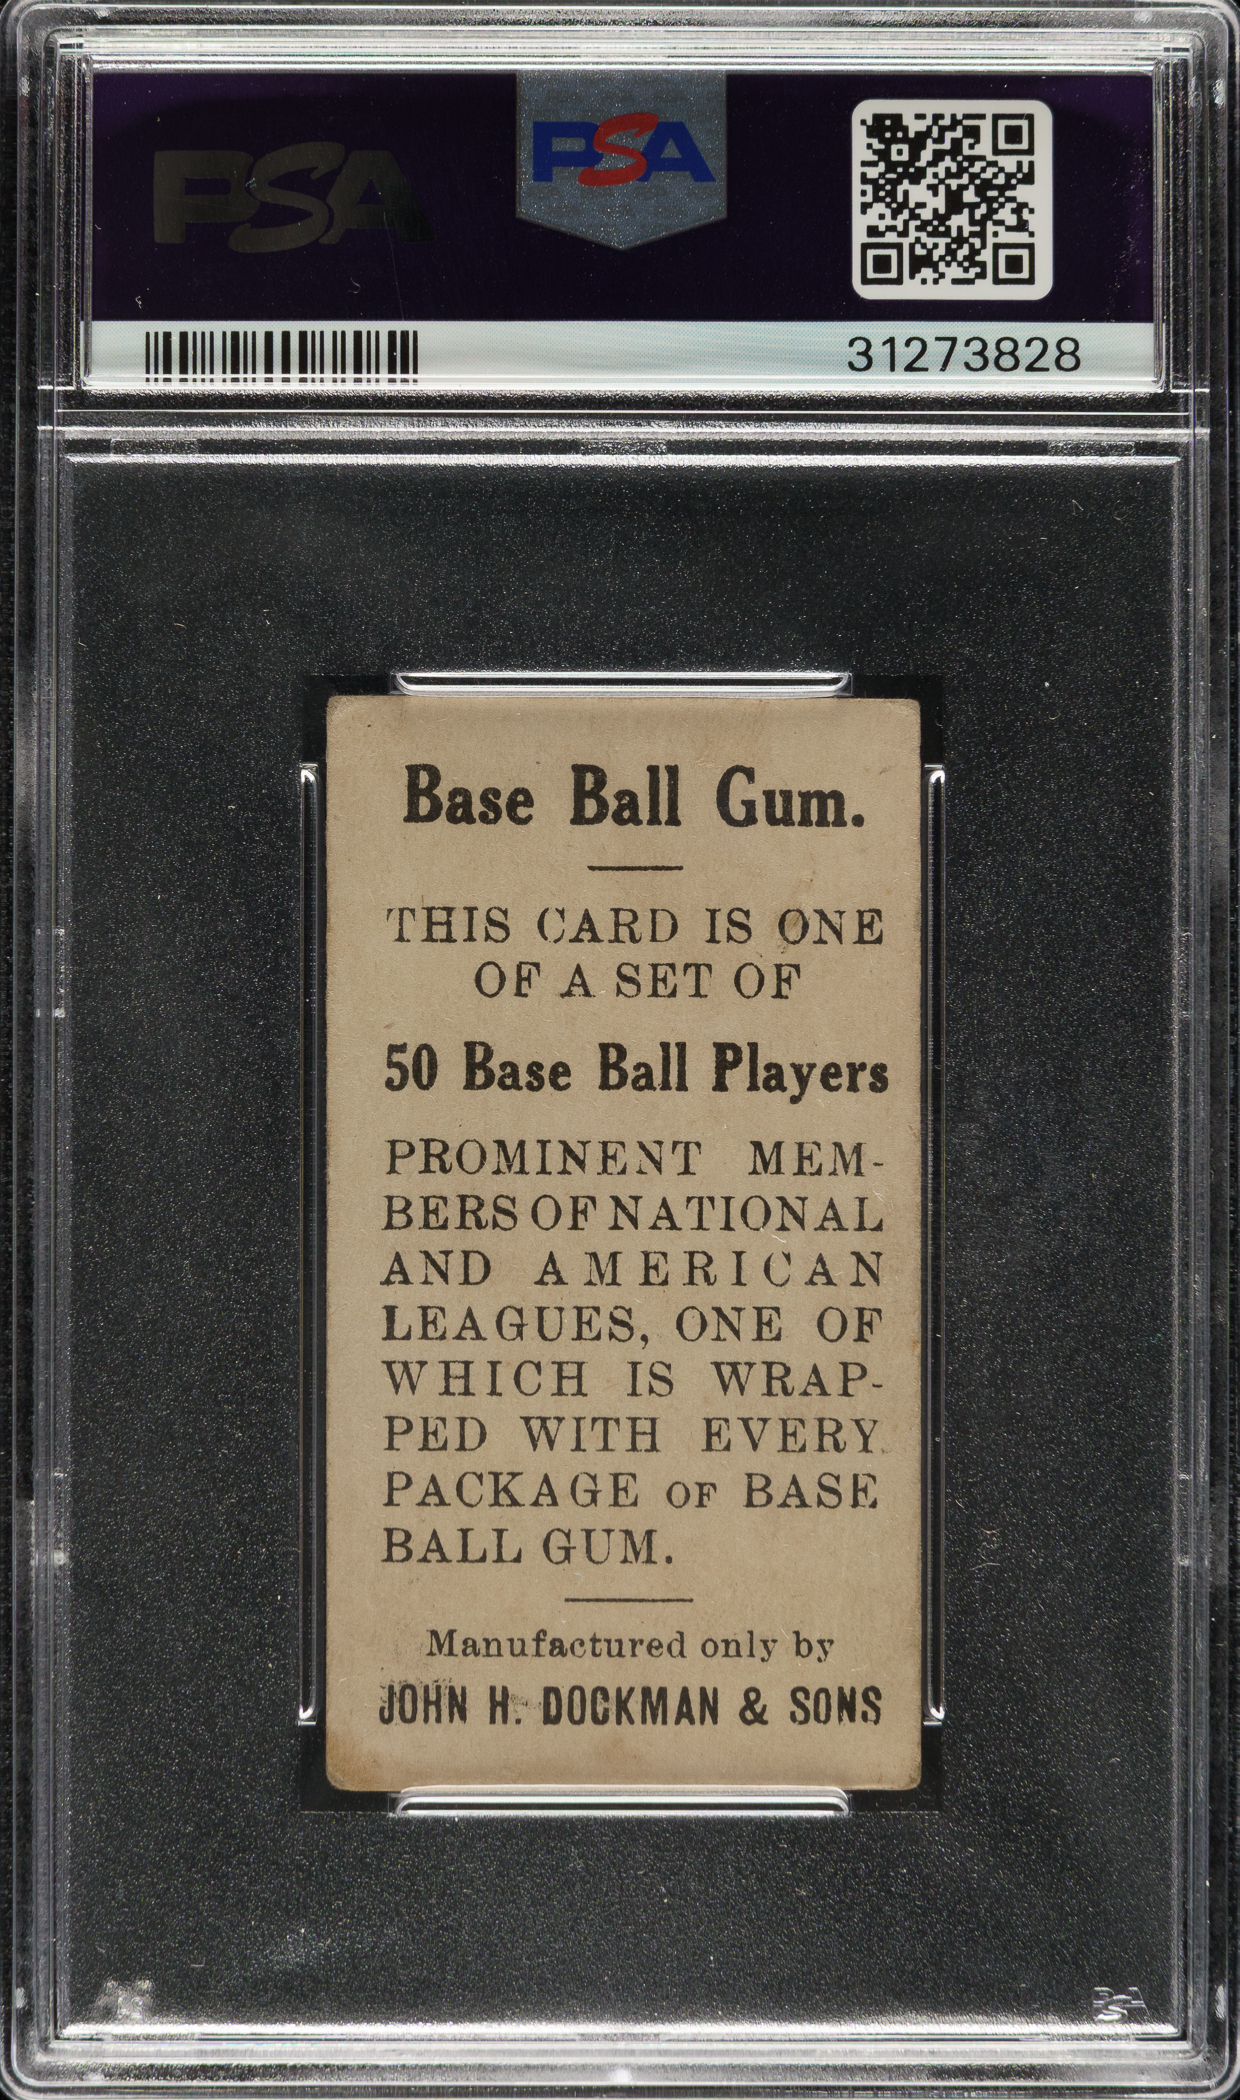 PSA
PSA
31273828
Base Ball Gum.
THIS CARD IS ONE
OF A SET OF
50 Base Ball Players
PROMINENT MEM-
BERS OF NATIONAL
AND AMERICAN
LEAGUES, ONE OF
WHICH IS WRAP-
PED WITH EVERY
PACKAGE OF BASE
BALL GUM.
Manufactured only by
JOHN H. DOCKMAN & SONS
PSA